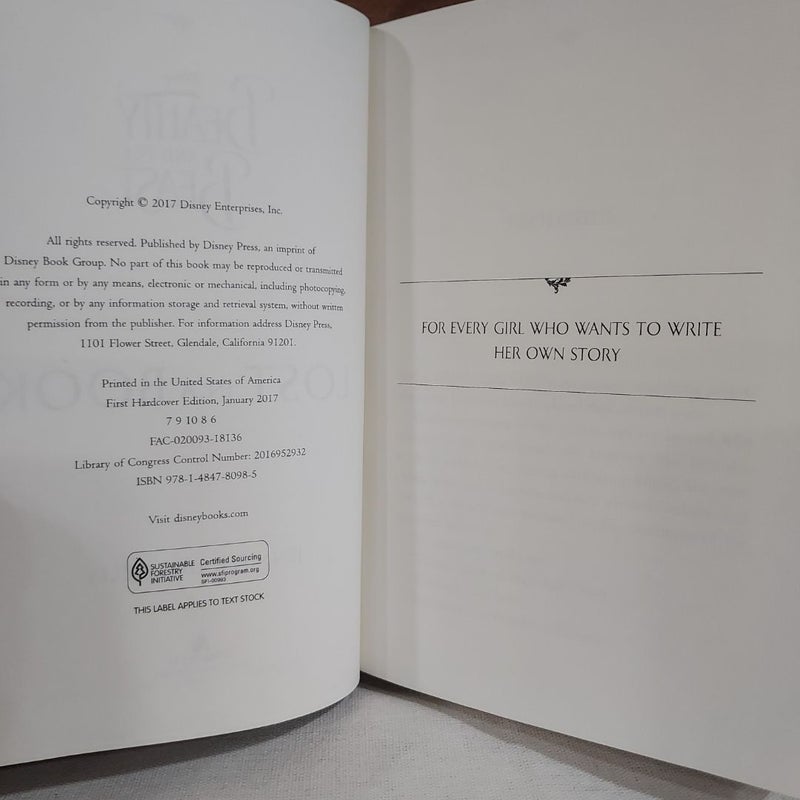 Copyright © 2017 Disney Enterprises, Inc.
All rights reserved. Published by Disney Press, an imprint of
Disney Book Group. No part of this book may be reproduced or transmitted
in any form or by any means, electronic or mechanical, including photocopying,
recording, or by any information storage and retrieval system, without written
permission from the publisher. For information address Disney Press,
1101 Flower Street, Glendale, California 91201.
Printed in the United States of America
First Hardcover Edition, January 2017
7 9 10 8 6
FAC-020093-18136
Library of Congress Control Number: 2016952932
ISBN 978-1-4847-8098-5
Visit disneybooks.com
SUSTAINABLE
FORESTRY
INITIATIVE
Certified Sourcing
www.sfiprogram.org
SFI-00993
THIS LABEL APPLIES TO TEXT STOCK
FOR EVERY GIRL WHO WANTS TO WRITE
HER OWN STORY